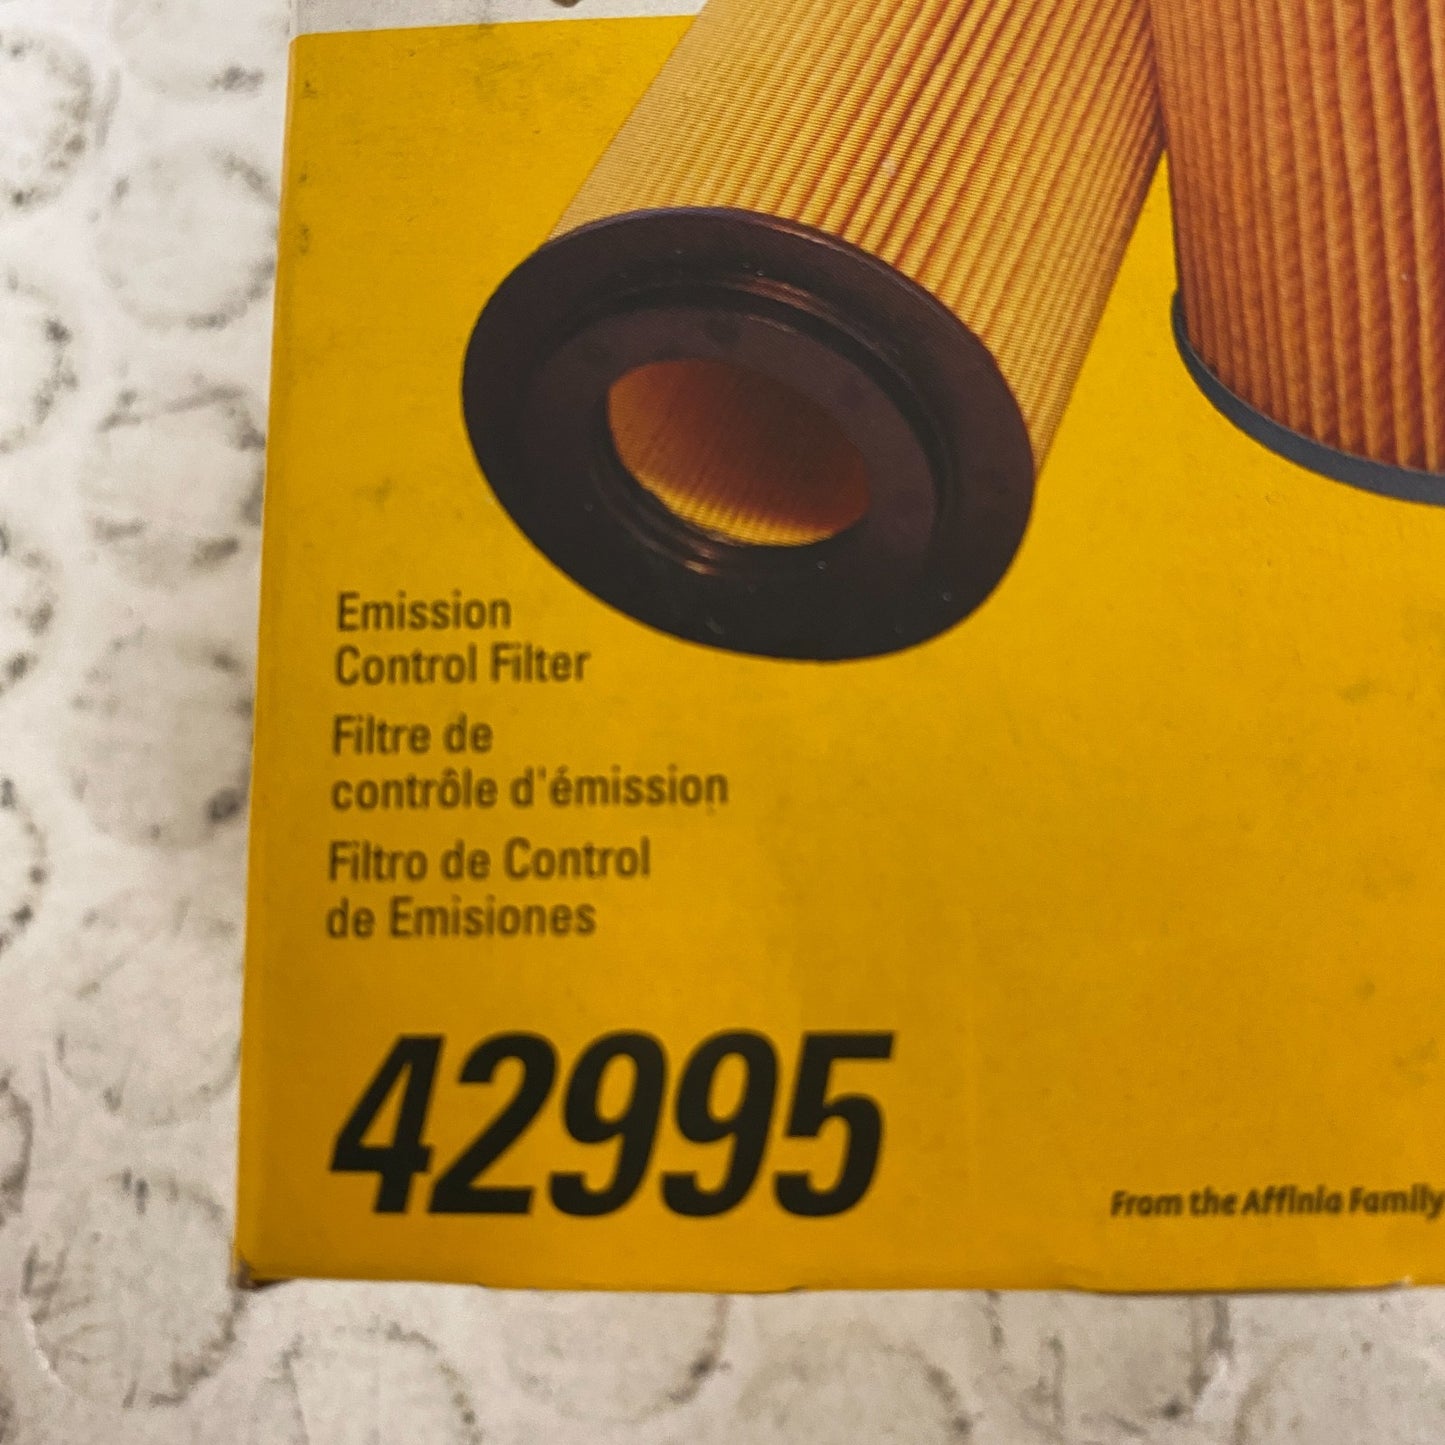 Emission
Control Filter
Filtre de
contrôle d'émission
Filtro de Control
de Emisiones
42995
From the Affinia Family